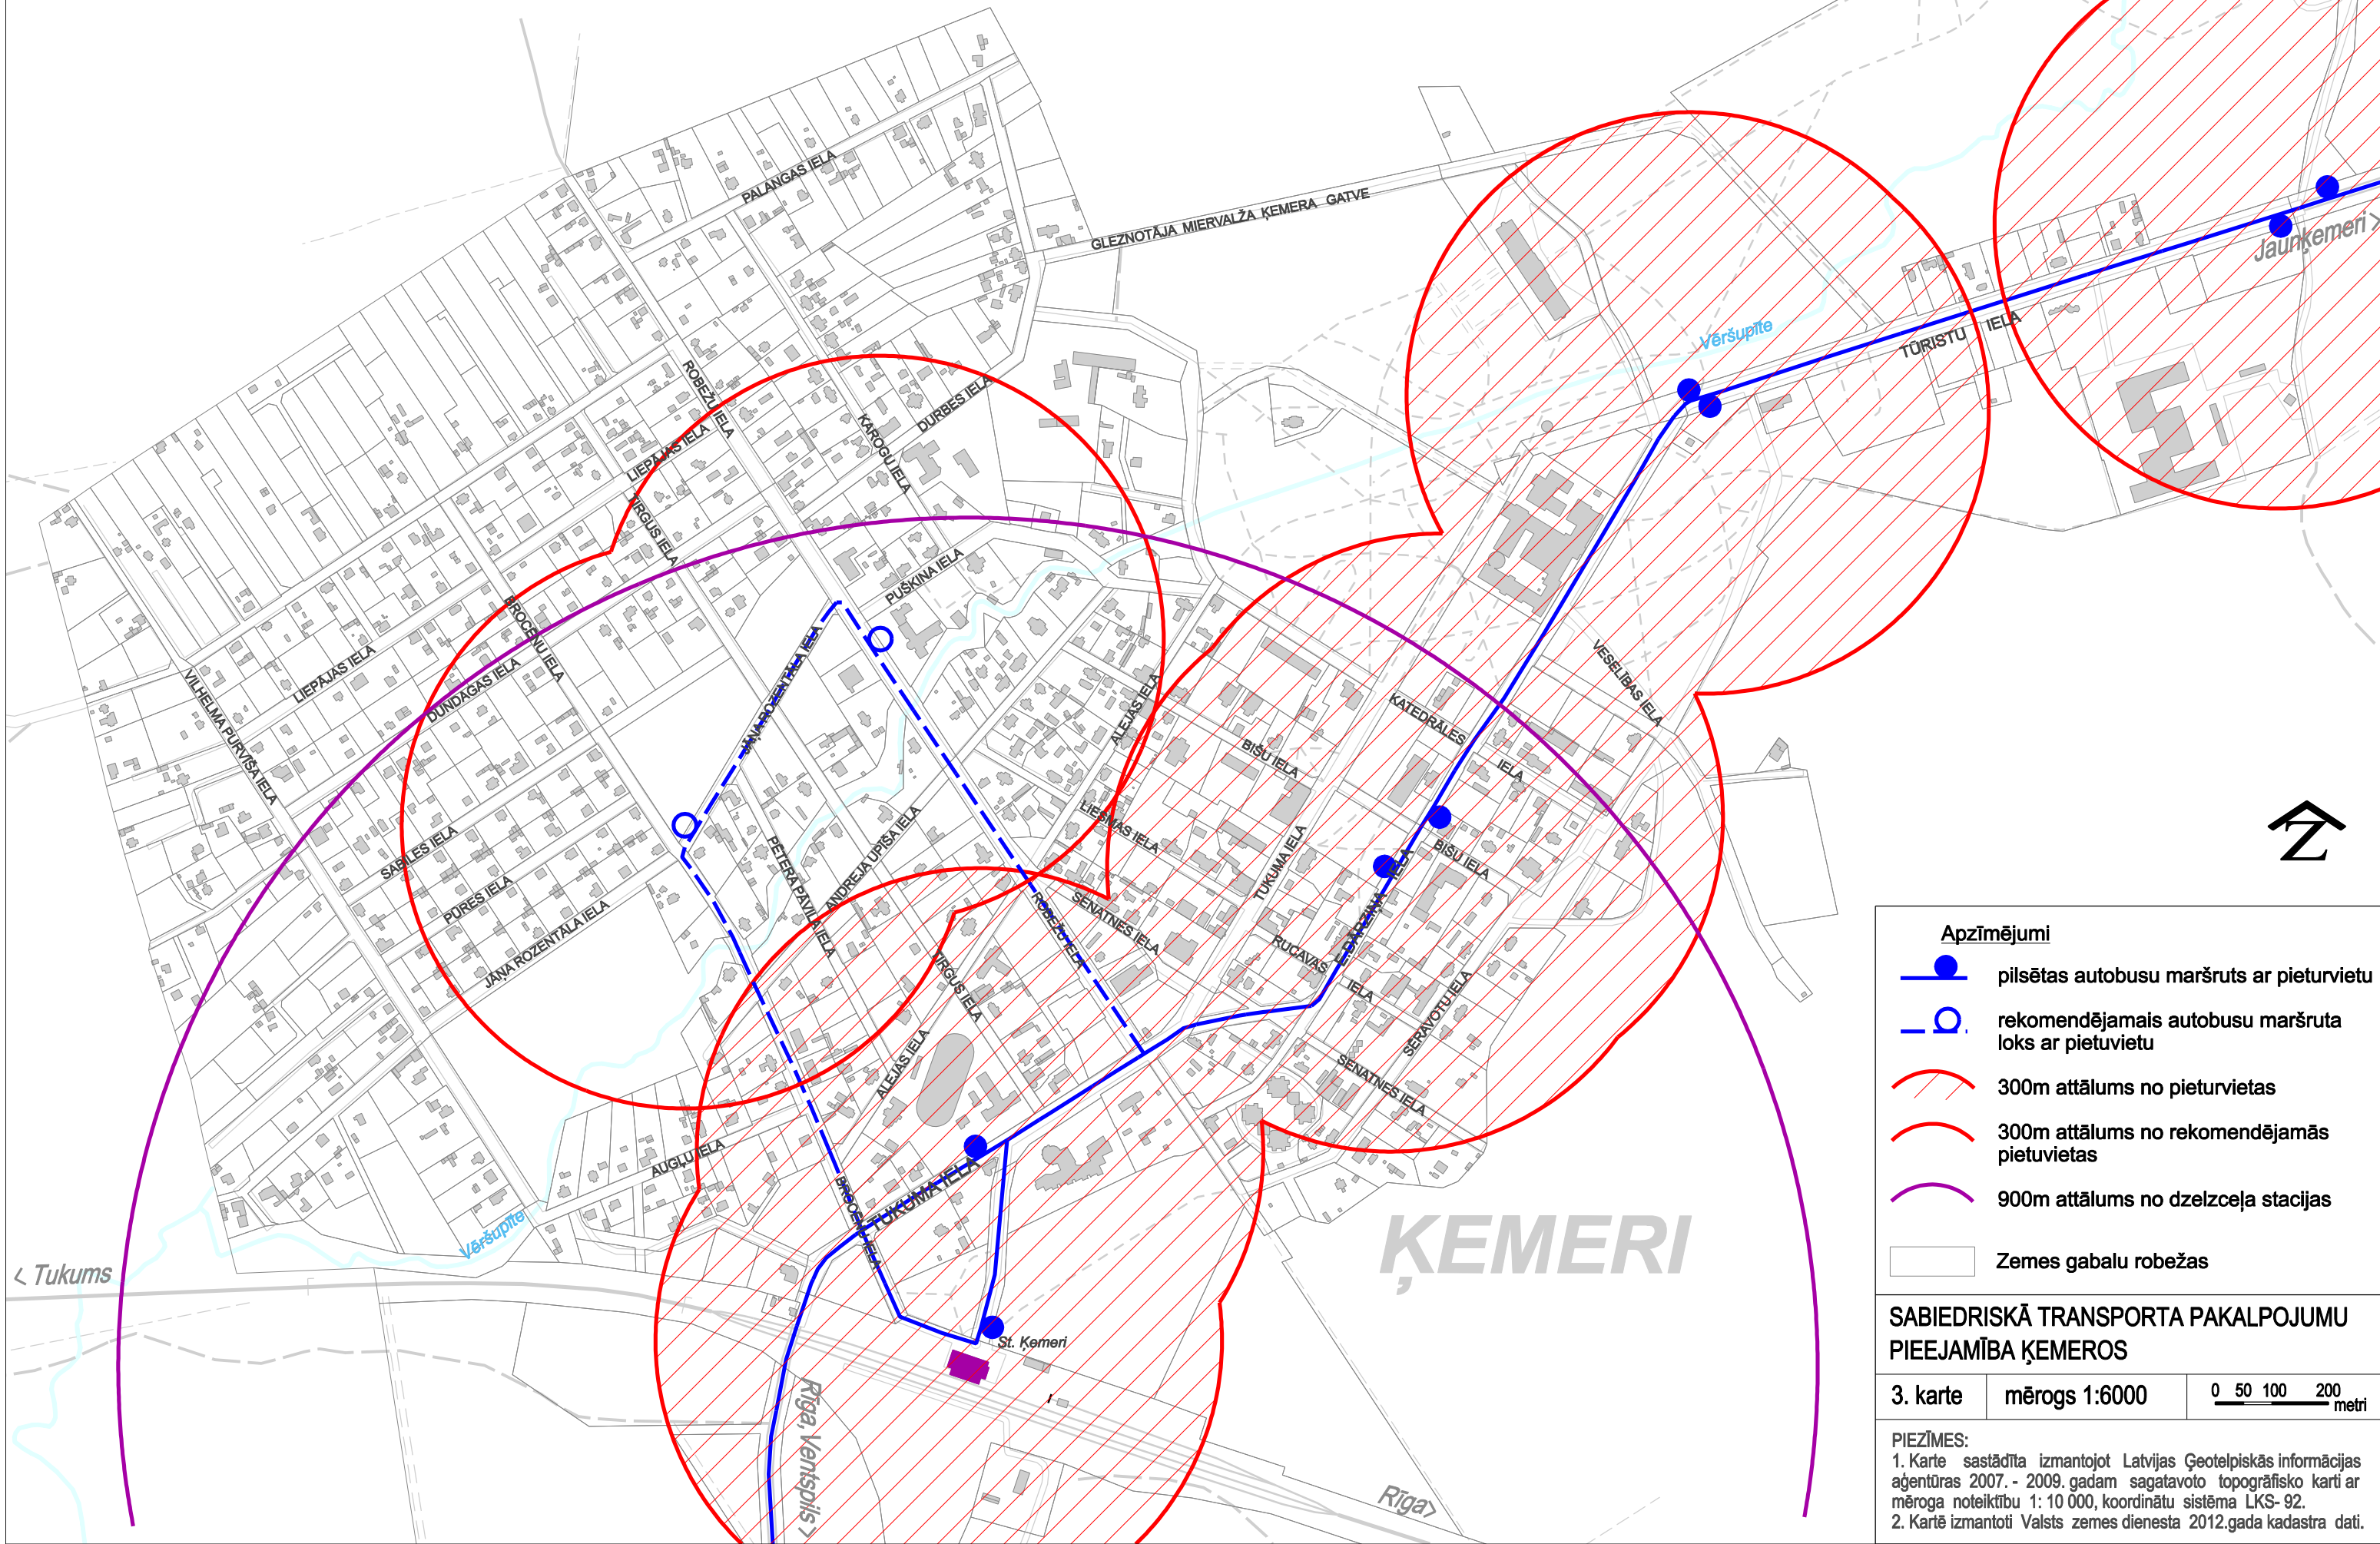 PALANGAS IELA
GLEZNOTĀJA MIERVALŽA ĶEMERA GATVE
Jaunķemeri >
Vēršupīte
TŪRISTU IELA
ROBEŽU IELA
DURBES IELA
KAROGU IELA
LIEPĀJAS IELA
TIRGUS IELA
PUŠKINA IELA
BROCĒNU IELA
VILHELMA PURVĪŠA IELA
LIEPĀJAS IELA
DUNDAGAS IELA
JĀŅA ROZENTĀLA IELA
ALEJAS IELA
VESELĪBAS IELA
KATEDRĀLES
IELA
BIŠU IELA
LIESMAS IELA
TUKUMA IELA
BIŠU IELA
E.DĀRZIŅA IELA
SABILES IELA
PŪRES IELA
JĀŅA ROZENTĀLA IELA
PĒTERA PAVILA IELA
ANDREJA UPĪŠA IELA
ROBEŽU IELA
SENATNES IELA
RUCAVAS
IELA
SĒRAVOTU IELA
TIRGUS IELA
ALEJAS IELA
SENATNES IELA
AUGĻU IELA
TUKUMA IELA
BROCĒNU IELA
Vēršupīte
< Tukums
ĶEMERI
St. Ķemeri
Rīga, Ventspils>
Rīga>
Z
Apzīmējumi
pilsētas autobusu maršruts ar pieturvietu
rekomendējamais autobusu maršruta
loks ar pietuvietu
300m attālums no pieturvietas
300m attālums no rekomendējamās
pietuvietas
900m attālums no dzelzceļa stacijas
Zemes gabalu robežas
SABIEDRISKĀ TRANSPORTA PAKALPOJUMU
PIEEJAMĪBA ĶEMEROS
3. karte
mērogs 1:6000
0 50 100 200
metri
PIEZĪMES:
1. Karte sastādīta izmantojot Latvijas Ģeotelpiskās informācijas
aģentūras 2007. - 2009. gadam sagatavoto topogrāfisko karti ar
mēroga noteiktību 1: 10 000, koordinātu sistēma LKS- 92.
2. Kartē izmantoti Valsts zemes dienesta 2012.gada kadastra dati.